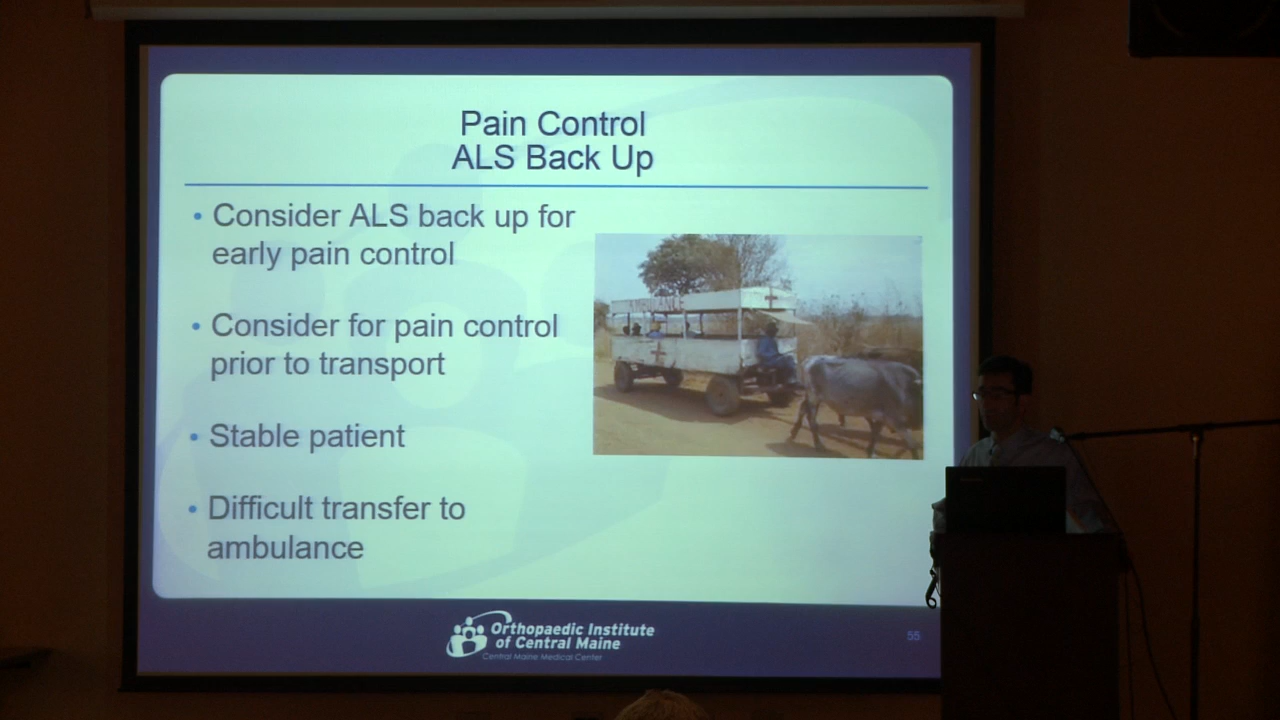 Pain Control
ALS Back Up
• Consider ALS back up for
early pain control
• Consider for pain control
prior to transport
• Stable patient
• Difficult transfer to
ambulance
AMBULANCE
Orthopaedic Institute
of Central Maine
Central Maine Medical Center
55